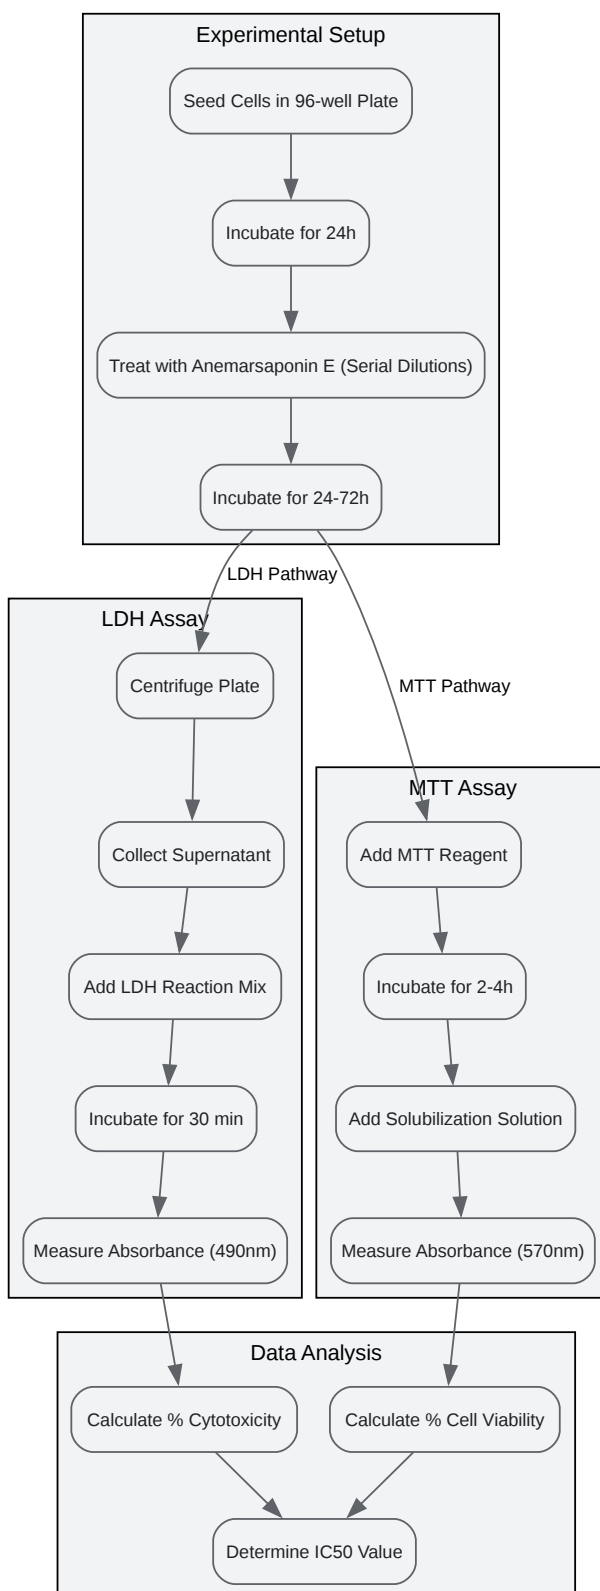 Experimental Setup
Seed Cells in 96-well Plate
Incubate for 24h
Treat with Anemarsaponin E (Serial Dilutions)
Incubate for 24-72h
LDH Pathway
LDH Assay
Centrifuge Plate
MTT Pathway
MTT Assay
Collect Supernatant
Add MTT Reagent
Add LDH Reaction Mix
Incubate for 2-4h
Incubate for 30 min
Add Solubilization Solution
Measure Absorbance (490nm)
Measure Absorbance (570nm)
Data Analysis
Calculate % Cytotoxicity
Calculate % Cell Viability
Determine IC50 Value